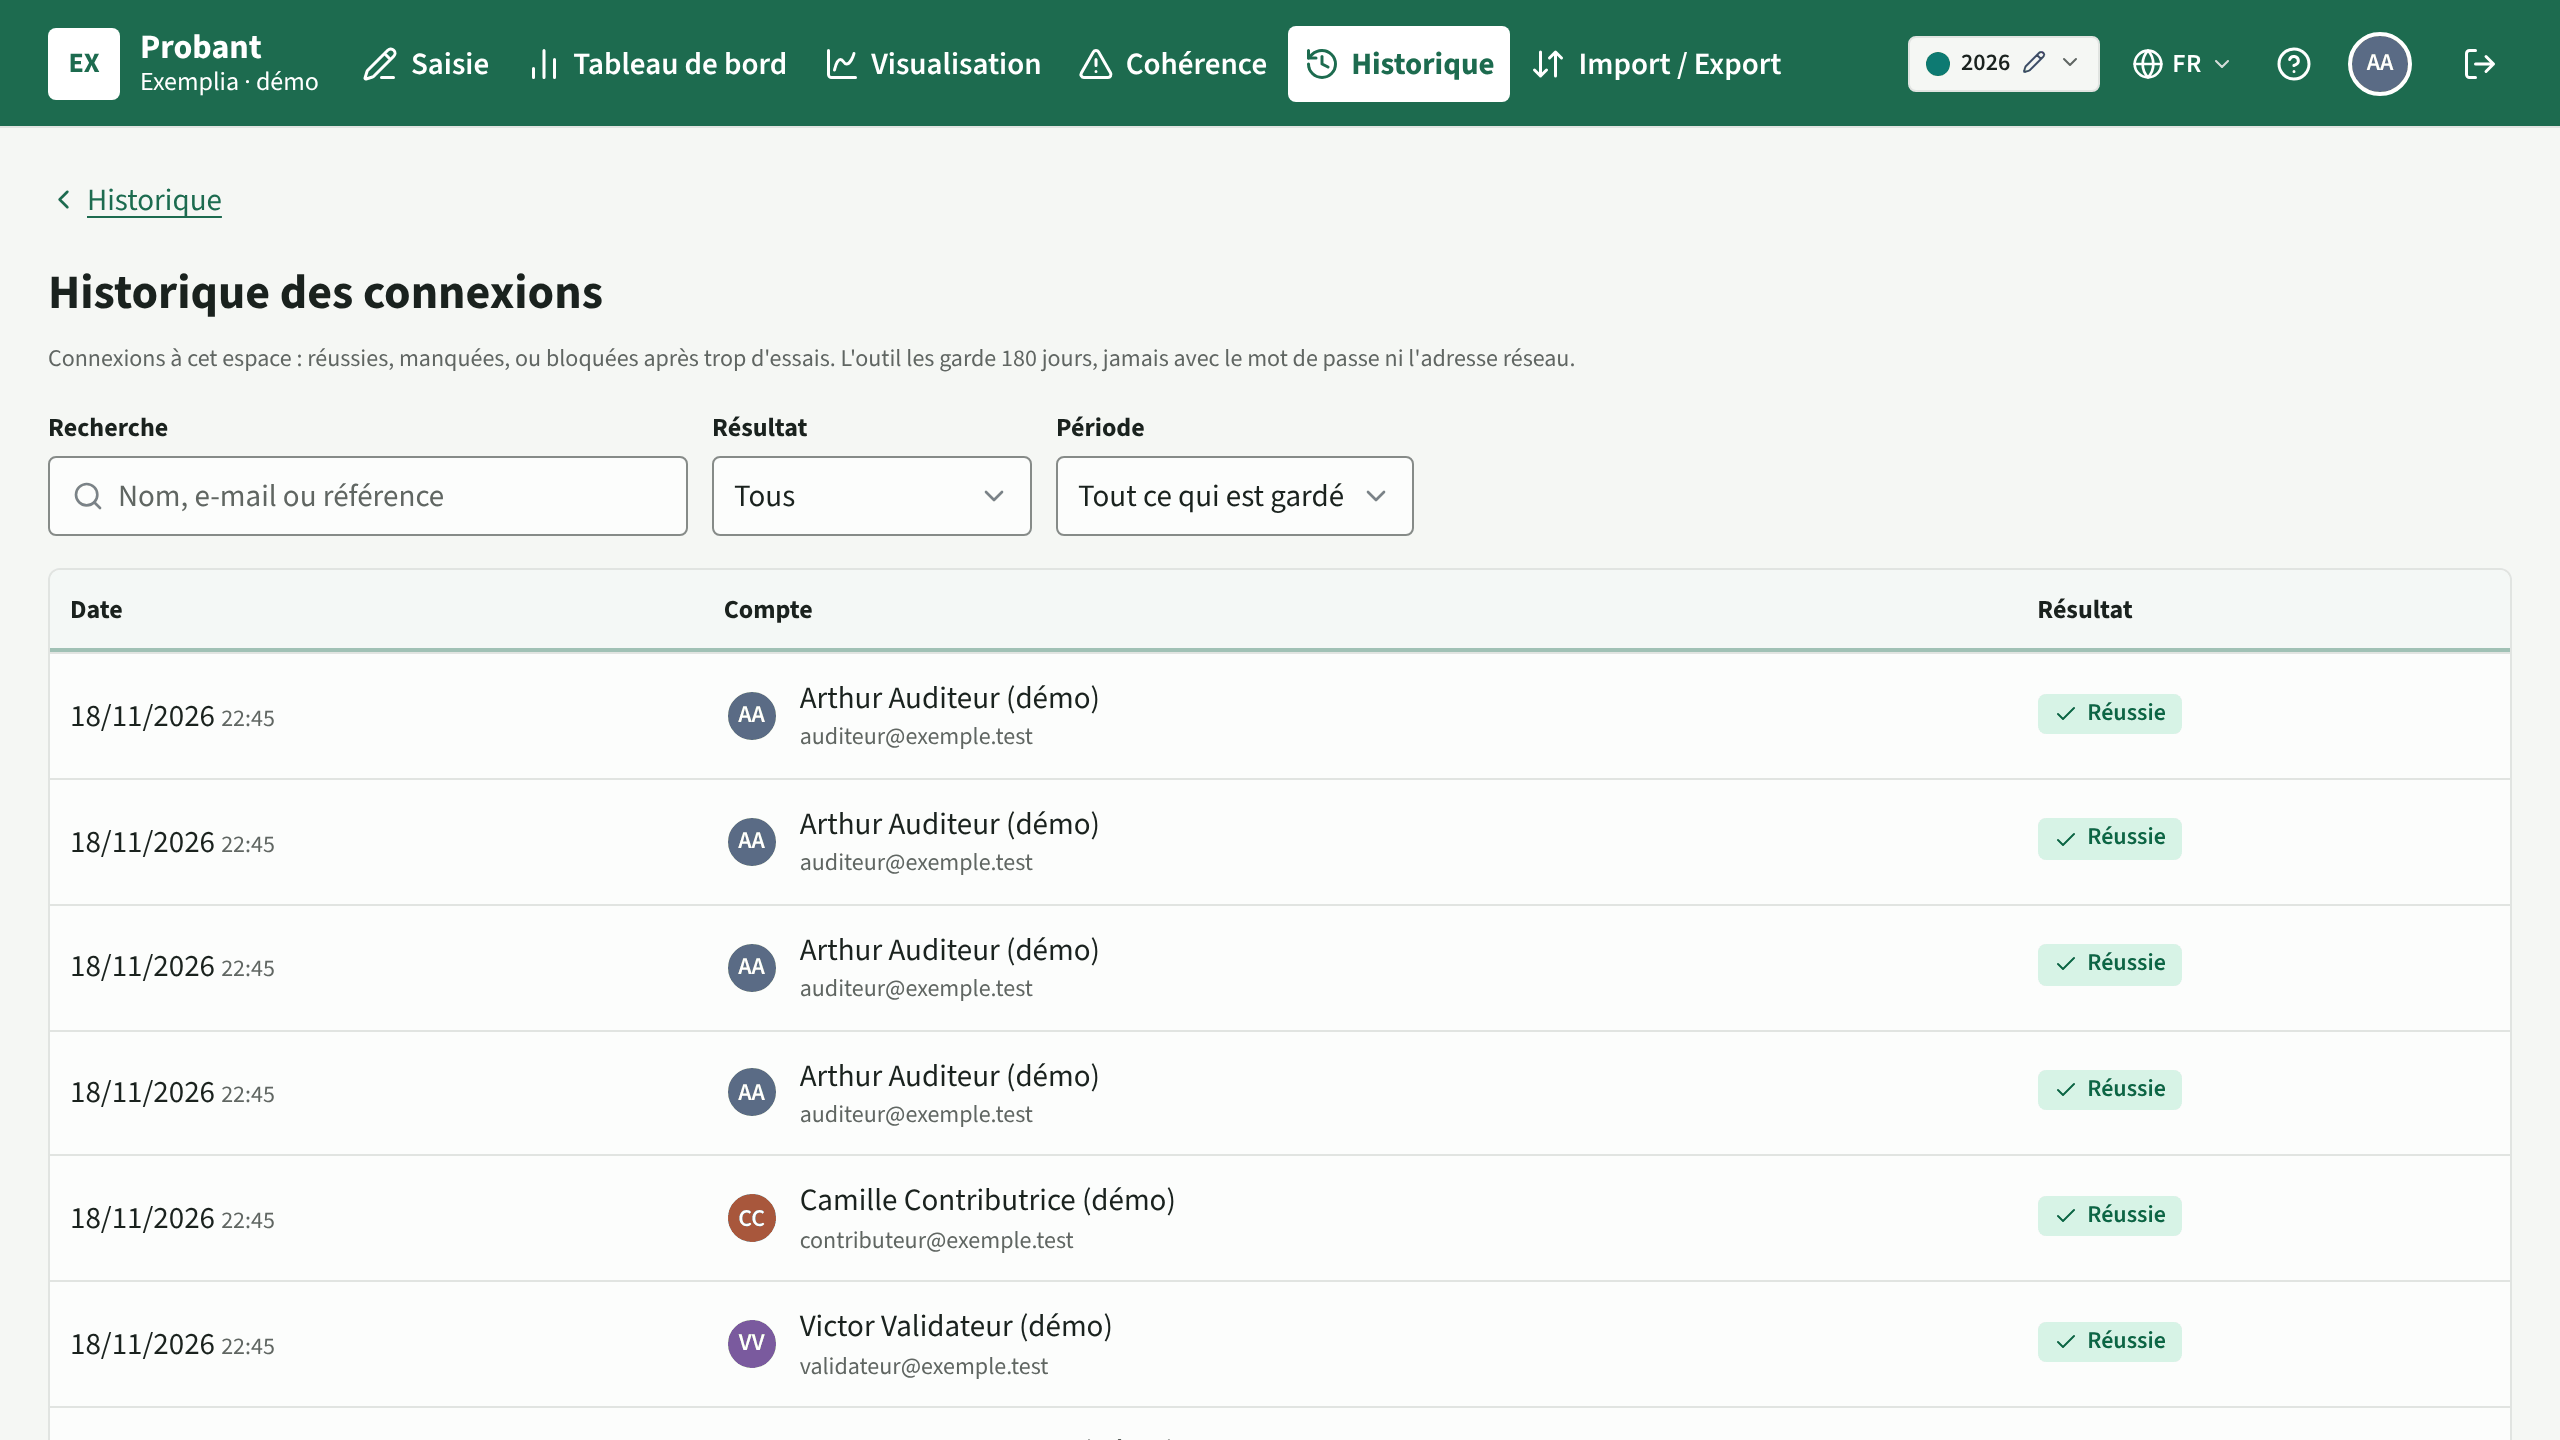 EX
Probant
Exemplia · démo
Saisie
Tableau de bord
Visualisation
Cohérence
Historique
Import / Export
2026
FR
AA
Historique
Historique des connexions
Connexions à cet espace : réussies, manquées, ou bloquées après trop d'essais. L'outil les garde 180 jours, jamais avec le mot de passe ni l'adresse réseau.
Recherche
Résultat
Période
Nom, e-mail ou référence
Tous
Tout ce qui est gardé
Date
Compte
Résultat
18/11/2026 22:45
AA
Arthur Auditeur (démo)
auditeur@exemple.test
Réussie
18/11/2026 22:45
AA
Arthur Auditeur (démo)
auditeur@exemple.test
Réussie
18/11/2026 22:45
AA
Arthur Auditeur (démo)
auditeur@exemple.test
Réussie
18/11/2026 22:45
AA
Arthur Auditeur (démo)
auditeur@exemple.test
Réussie
18/11/2026 22:45
CC
Camille Contributrice (démo)
contributeur@exemple.test
Réussie
18/11/2026 22:45
VV
Victor Validateur (démo)
validateur@exemple.test
Réussie